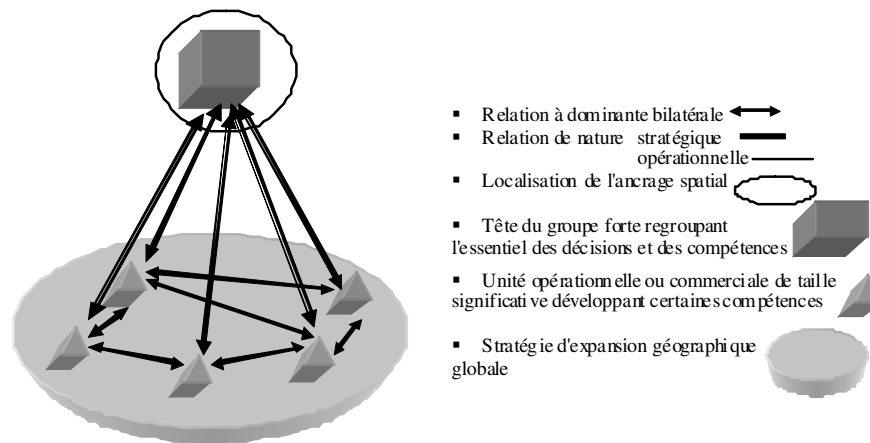 ▪ Relation à dominante bilatérale
▪ Relation de nature stratégique
opérationnelle
▪ Localisation de l'ancrage spatial
▪ Tête du groupe forte regroupant
l'essentiel des décisions et des compétences
▪ Unité opérationnelle ou commerciale de taille
significative développant certaines compétences
▪ Stratégie d'expansion géographique
globale